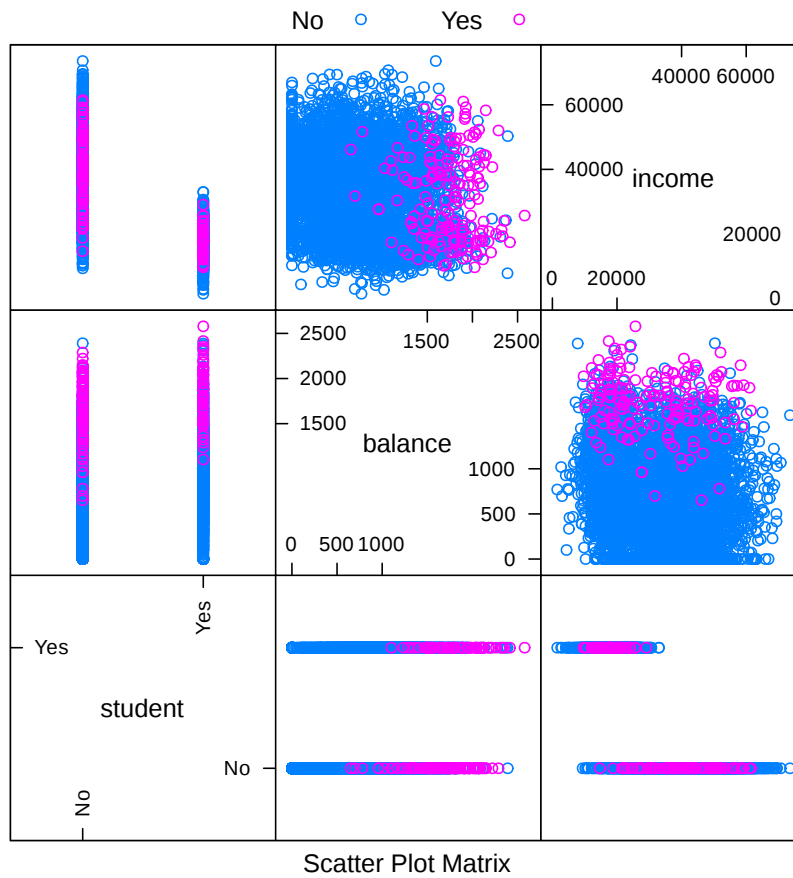 No Yes
40000 60000
60000
40000
income
20000
0 20000
0
2500
1500 2500
2000
1500
balance
1000
500
0 500 1000
0
Yes
Yes
student
No
No
Scatter Plot Matrix